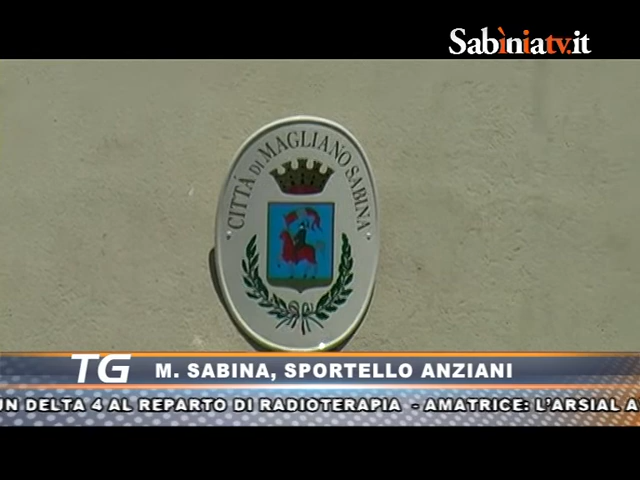 Sabìniatv.it
CITTÀ DI MAGLIANO SABINA
TG M. SABINA, SPORTELLO ANZIANI
UN DELTA 4 AL REPARTO DI RADIOTERAPIA - AMATRICE: L'ARSIAL